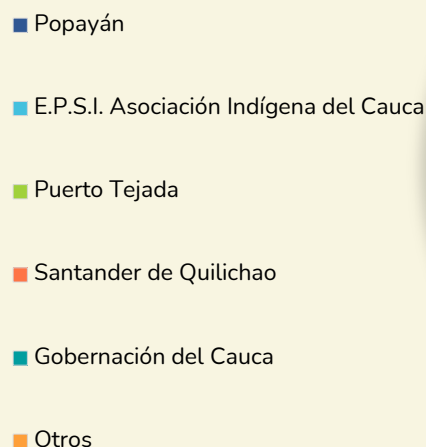 Popayán
E.P.S.I. Asociación Indígena del Cauca
Puerto Tejada
Santander de Quilichao
Gobernación del Cauca
Otros